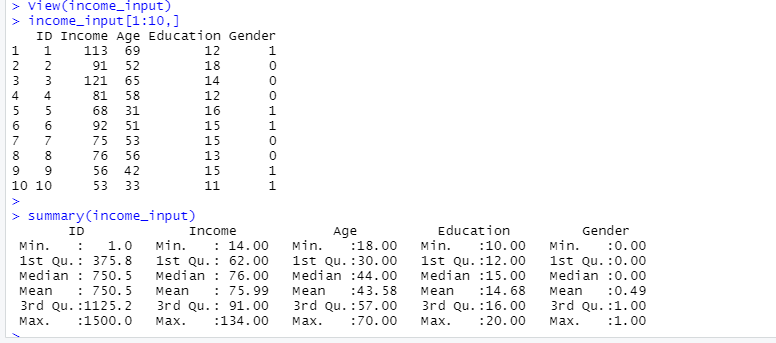 > View(income_input)
> income_input[1:10,]
   ID Income Age Education Gender
1   1    113  69        12      1
2   2     91  52        18      0
3   3    121  65        14      0
4   4     81  58        12      0
5   5     68  31        16      1
6   6     92  51        15      1
7   7     75  53        15      0
8   8     76  56        13      0
9   9     56  42        15      1
10 10     53  33        11      1
>
> summary(income_input)
       ID             Income            Age          Education         Gender
 Min.   :   1.0   Min.   : 14.00   Min.   :18.00   Min.   :10.00   Min.   :0.00
 1st Qu.: 375.8   1st Qu.: 62.00   1st Qu.:30.00   1st Qu.:12.00   1st Qu.:0.00
 Median : 750.5   Median : 76.00   Median :44.00   Median :15.00   Median :0.00
 Mean   : 750.5   Mean   : 75.99   Mean   :43.58   Mean   :14.68   Mean   :0.49
 3rd Qu.:1125.2   3rd Qu.: 91.00   3rd Qu.:57.00   3rd Qu.:16.00   3rd Qu.:1.00
 Max.   :1500.0   Max.   :134.00   Max.   :70.00   Max.   :20.00   Max.   :1.00
>